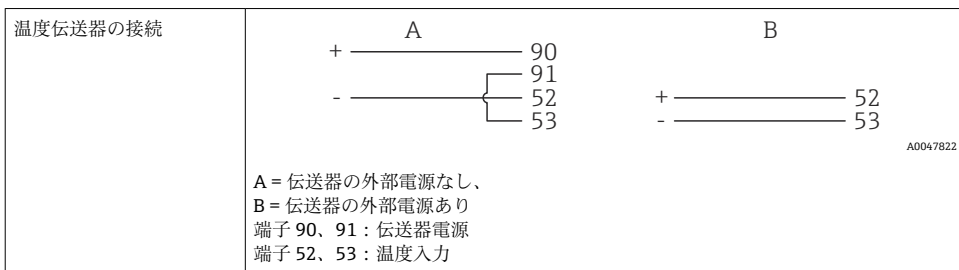 温度伝送器の接続
A
B
+ 90
91
- 52
53
+ 52
- 53
A0047822
A = 伝送器の外部電源なし、
B = 伝送器の外部電源あり
端子 90、91：伝送器電源
端子 52、53：温度入力